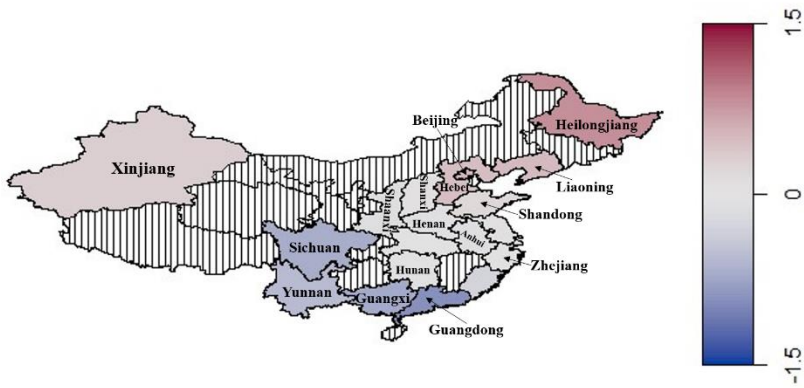 Beijing
Heilongjiang
Xinjiang
Hebei
Liaoning
Shanxi
Shaanxi
Shandong
Henan
Anhui
Sichuan
Zhejiang
Hunan
Yunnan
Guangxi
Guangdong
1.5
0
-1.5